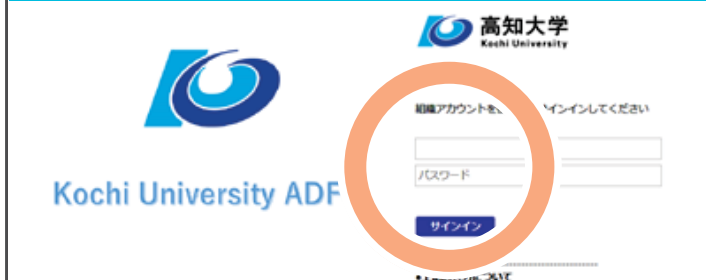 高知大学
Kochi University
組織アカウントを インインしてください
パスワード
サインイン
Kochi University ADF